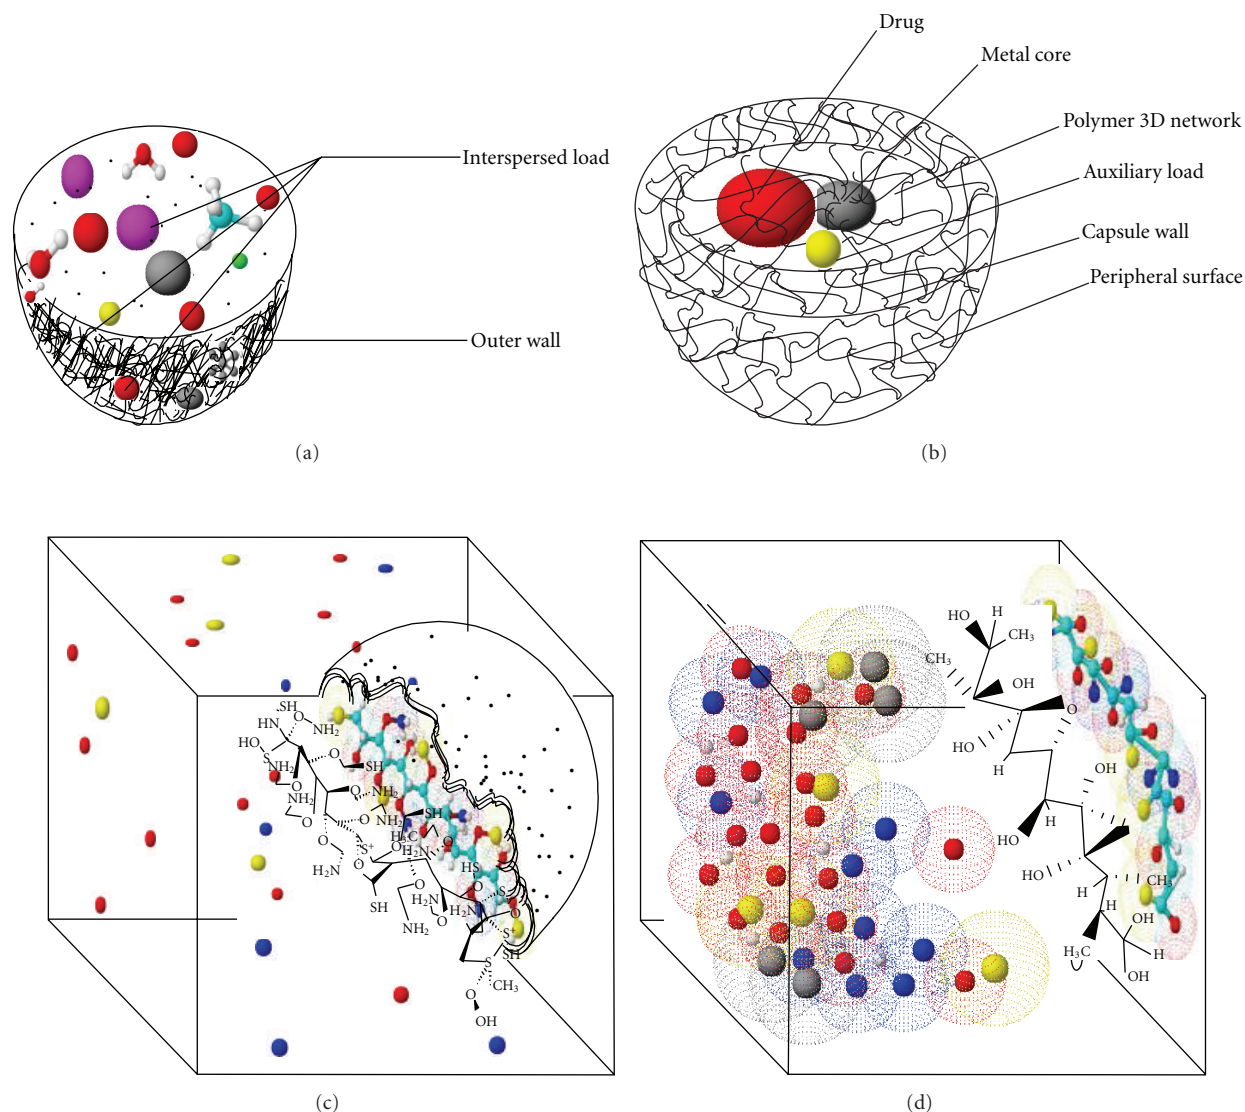 Interspersed load
Outer wall
(a)
Drug
Metal core
Polymer 3D network
Auxiliary load
Capsule wall
Peripheral surface
(b)
SH
HN
O
NH₂
HO
S
NH₂
O
SH
NH₂
O
NH₂
O
O
NH₂
SH
H₃C
O
H₂N
O
S⁺
O
H₂N
HS
SH
O
NH₂
O
H₂N
O
H₂N
O
S
O
S⁺
SH
S
CH₃
O
OH
(c)
HO
H
CH₃
CH₃
OH
O
HO
H
OH
HO
H
HO
H
CH₃
H
OH
H₃C
H
OH
(d)